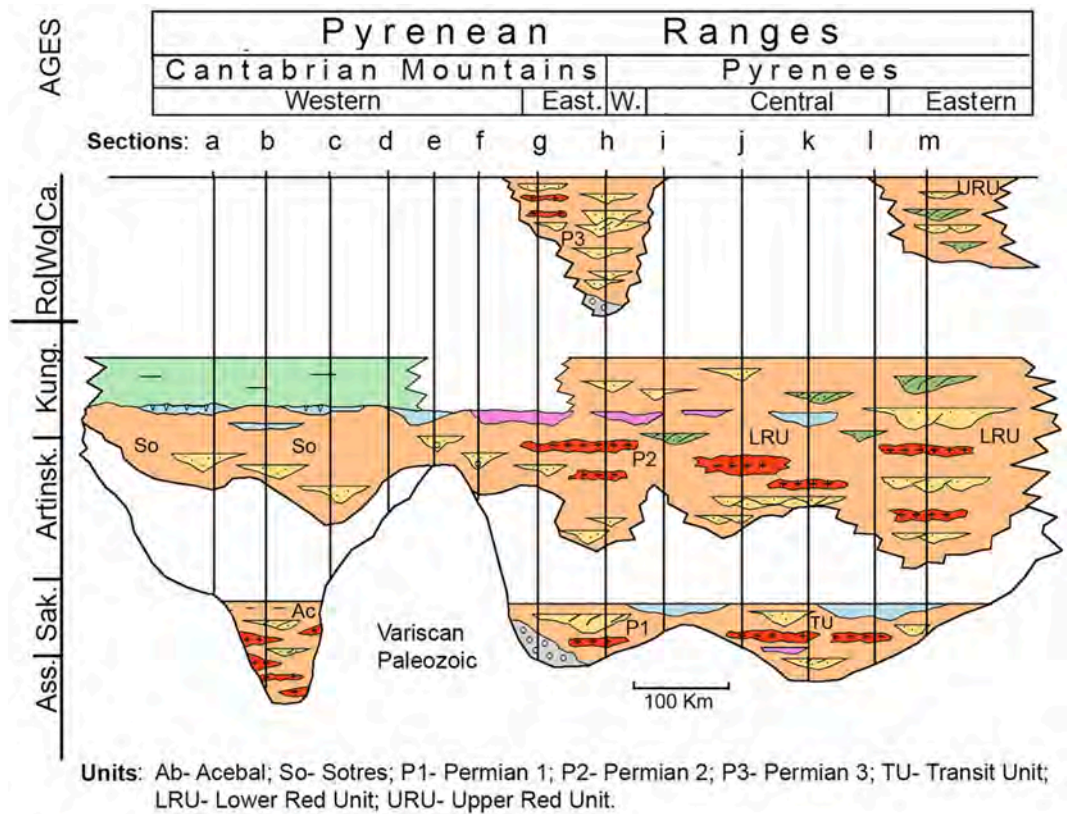 AGES
Pyrenean Ranges
Cantabrian Mountains Pyrenees
Western East. W. Central Eastern
Sections: a b c d e f g h i j k l m
Ca.
Wo.
Ro.
Kung.
Artinsk.
Sak.
Ass.
URU
P3
So So P2 LRU LRU
Ac P1 TU
Variscan
Paleozoic
100 Km
Units: Ab- Acebal; So- Sotres; P1- Permian 1; P2- Permian 2; P3- Permian 3; TU- Transit Unit;
LRU- Lower Red Unit; URU- Upper Red Unit.